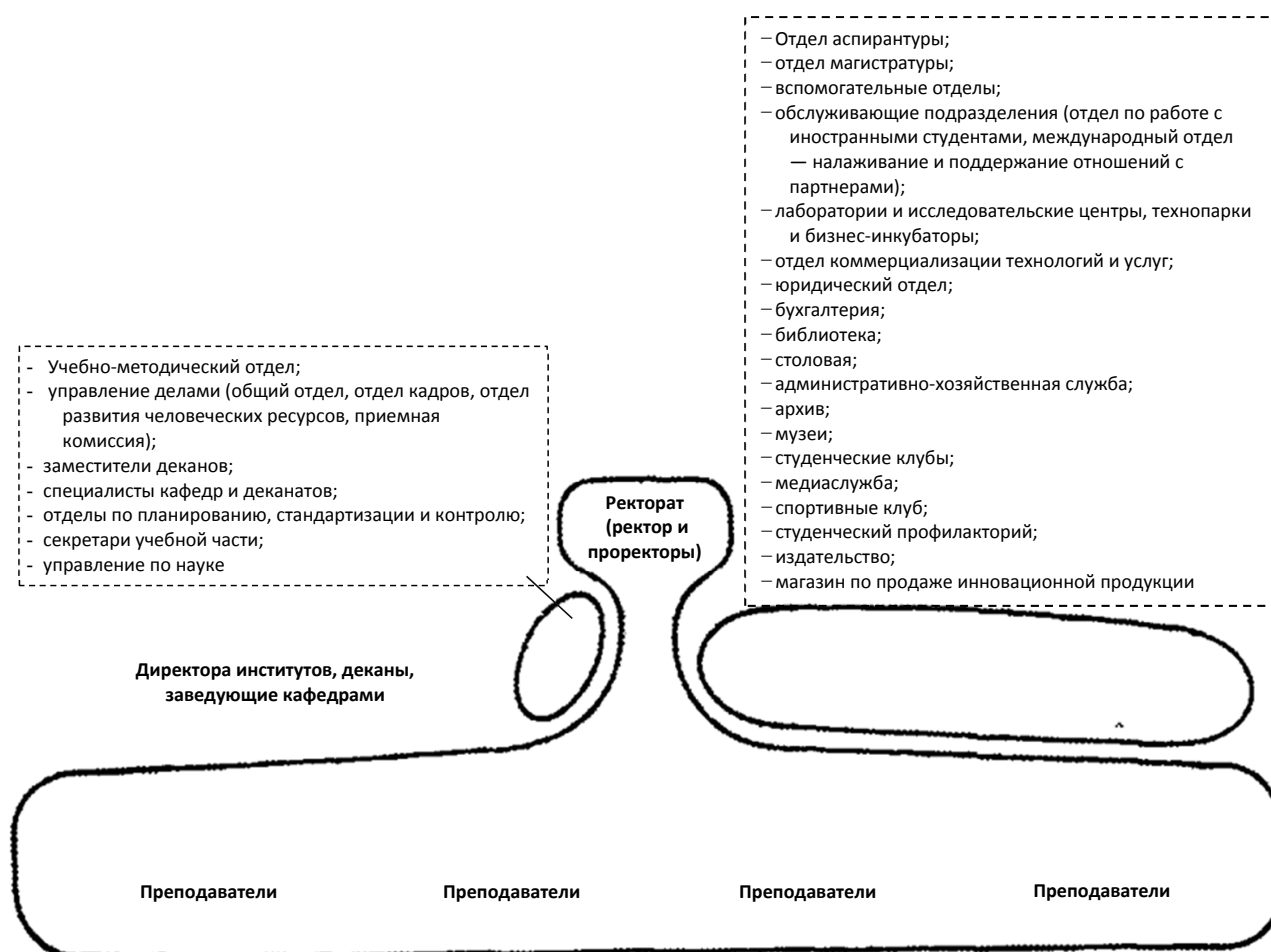 – Отдел аспирантуры;
– отдел магистратуры;
– вспомогательные отделы;
– обслуживающие подразделения (отдел по работе с
иностранными студентами, международный отдел
— налаживание и поддержание отношений с
партнерами);
– лаборатории и исследовательские центры, технопарки
и бизнес-инкубаторы;
– отдел коммерциализации технологий и услуг;
– юридический отдел;
– бухгалтерия;
– библиотека;
– столовая;
– административно-хозяйственная служба;
– архив;
– музеи;
– студенческие клубы;
– медиаслужба;
– спортивные клуб;
– студенческий профилакторий;
– издательство;
– магазин по продаже инновационной продукции
- Учебно-методический отдел;
- управление делами (общий отдел, отдел кадров, отдел
развития человеческих ресурсов, приемная
комиссия);
- заместители деканов;
- специалисты кафедр и деканатов;
- отделы по планированию, стандартизации и контролю;
- секретари учебной части;
- управление по науке
Ректорат
(ректор и
проректоры)
Директора институтов, деканы,
заведующие кафедрами
Преподаватели Преподаватели Преподаватели Преподаватели